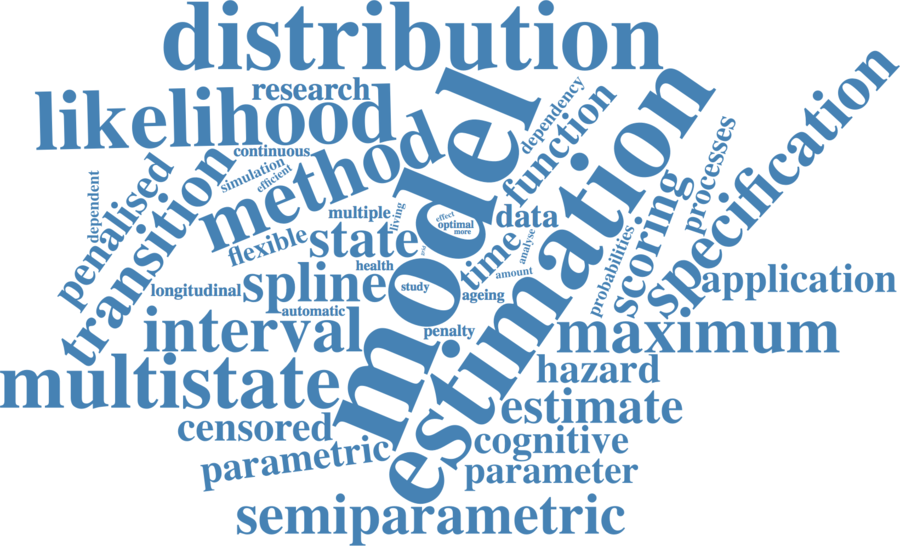 distribution
research
likelihood
model
dependency
function
estimation
specification
continuous
method
simulation
efficient
penalised
transition
dependent
processes
scoring
multiple
living
effect
optimal
more
data
state
flexible
analyse
time
health
amount
probabilities
application
longitudinal
spline
study
ageing
automatic
interval
penalty
maximum
multistate
hazard
estimate
censored
cognitive
parametric
parameter
semiparametric